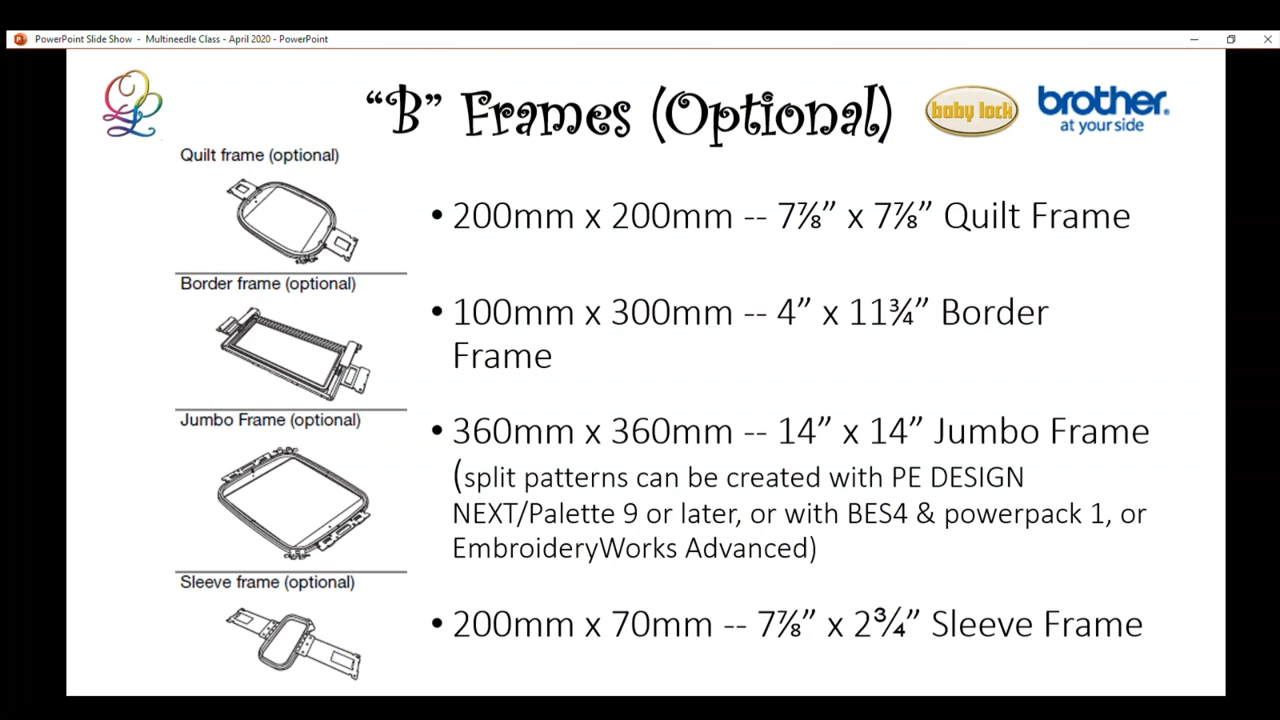 PowerPoint Slide Show - Multineedle Class - April 2020 - PowerPoint
“B” Frames (Optional)
baby lock
brother
at your side
Quilt frame (optional)
• 200mm x 200mm -- 7⅞” x 7⅞” Quilt Frame
Border frame (optional)
• 100mm x 300mm -- 4” x 11¾” Border
Frame
Jumbo Frame (optional)
• 360mm x 360mm -- 14” x 14” Jumbo Frame
(split patterns can be created with PE DESIGN
NEXT/Palette 9 or later, or with BES4 & powerpack 1, or
EmbroideryWorks Advanced)
Sleeve frame (optional)
• 200mm x 70mm -- 7⅞” x 2¾” Sleeve Frame